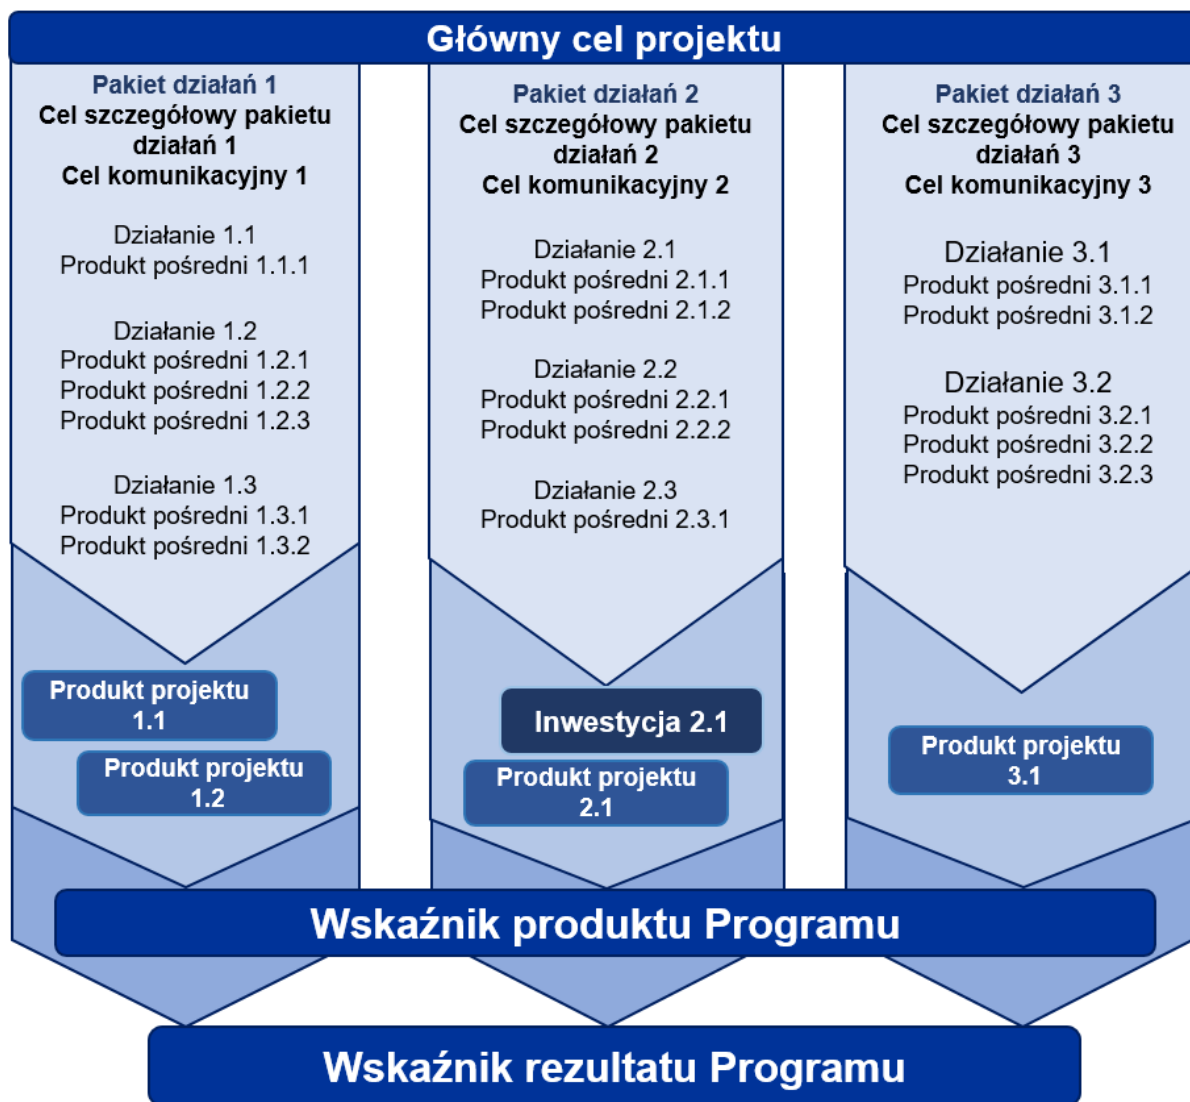 Główny cel projektu
Pakiet działań 1
Cel szczegółowy pakietu
działań 1
Cel komunikacyjny 1
Działanie 1.1
Produkt pośredni 1.1.1
Działanie 1.2
Produkt pośredni 1.2.1
Produkt pośredni 1.2.2
Produkt pośredni 1.2.3
Działanie 1.3
Produkt pośredni 1.3.1
Produkt pośredni 1.3.2
Produkt projektu
1.1
Produkt projektu
1.2
Pakiet działań 2
Cel szczegółowy pakietu
działań 2
Cel komunikacyjny 2
Działanie 2.1
Produkt pośredni 2.1.1
Produkt pośredni 2.1.2
Działanie 2.2
Produkt pośredni 2.2.1
Produkt pośredni 2.2.2
Działanie 2.3
Produkt pośredni 2.3.1
Inwestycja 2.1
Produkt projektu
2.1
Pakiet działań 3
Cel szczegółowy pakietu
działań 3
Cel komunikacyjny 3
Działanie 3.1
Produkt pośredni 3.1.1
Produkt pośredni 3.1.2
Działanie 3.2
Produkt pośredni 3.2.1
Produkt pośredni 3.2.2
Produkt pośredni 3.2.3
Produkt projektu
3.1
Wskaźnik produktu Programu
Wskaźnik rezultatu Programu